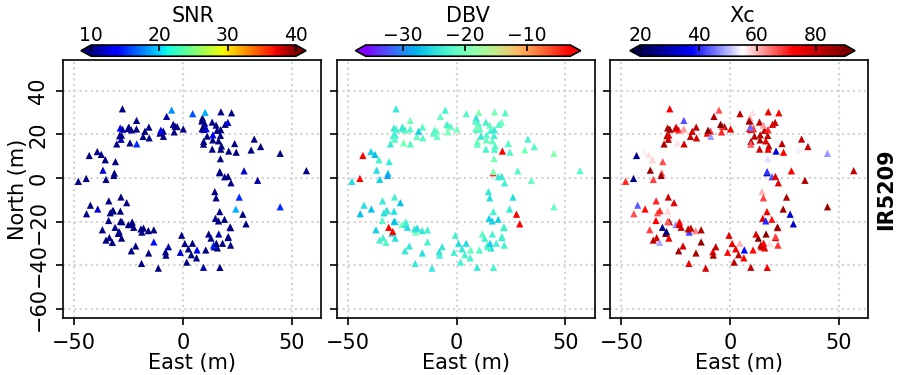 SNR DBV Xc
10 20 30 40 −30 −20 −10 20 40 60 80
40
20
0
−20
−40
−60
North (m)
−50 0 50 −50 0 50 −50 0 50
East (m) East (m) East (m)
IR5209